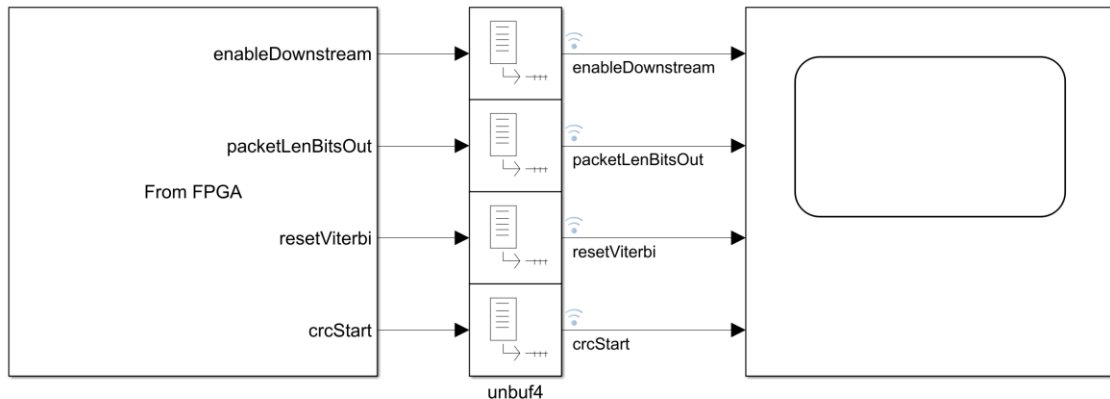 enableDownstream
enableDownstream
packetLenBitsOut
packetLenBitsOut
From FPGA
resetViterbi
resetViterbi
crcStart
crcStart
unbuf4